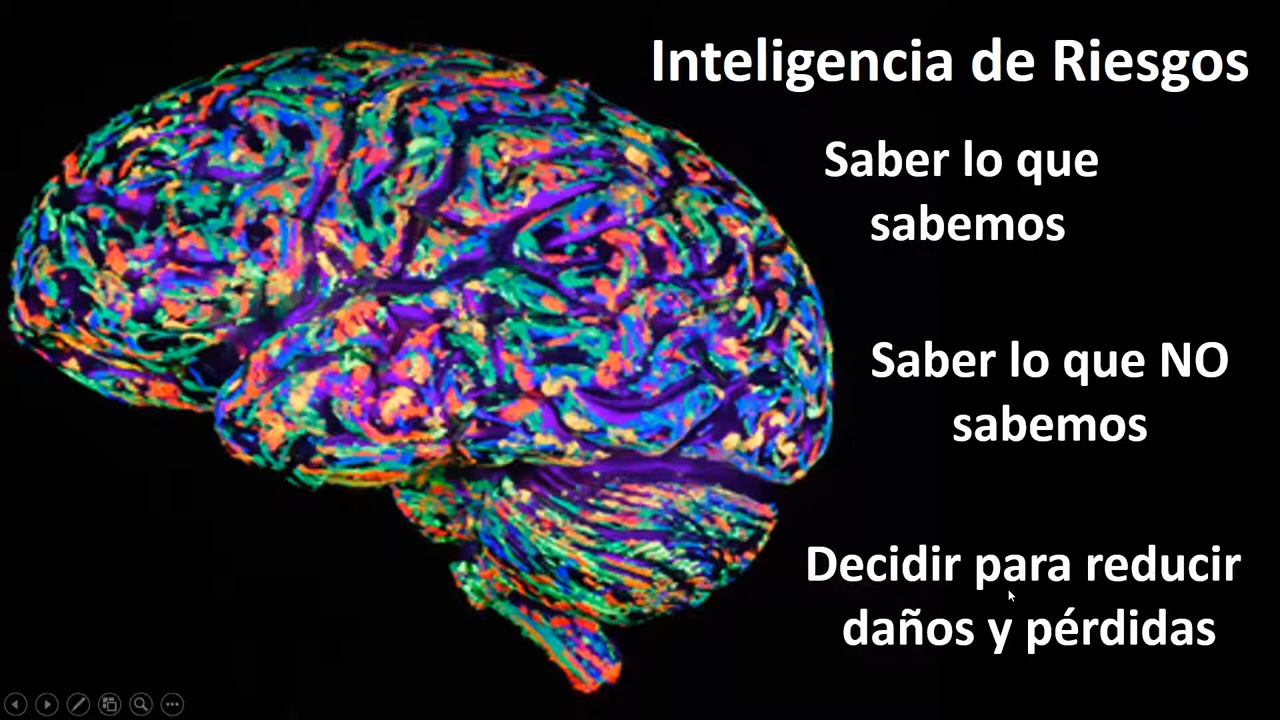 Inteligencia de Riesgos
Saber lo que
sabemos
Saber lo que NO
sabemos
Decidir para reducir
daños y pérdidas